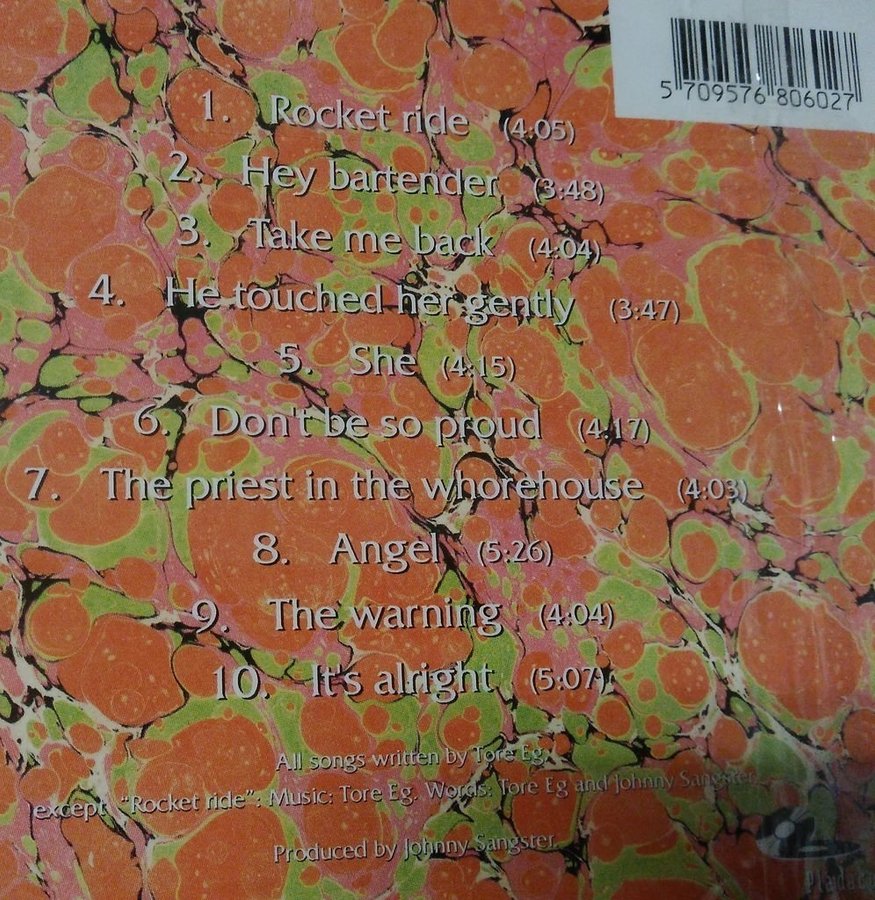 5 709576 806027
1. Rocket ride (4:05)
2. Hey bartender (3:48)
3. Take me back (4:04)
4. He touched her gently (3:47)
5. She (4:15)
6. Don't be so proud (4:17)
7. The priest in the whorehouse (4:03)
8. Angel (5:26)
9. The warning (4:04)
10. It's alright (5:07)
All songs written by Tore Eg.
except "Rocket ride": Music: Tore Eg. Words: Tore Eg and Johnny Sangster.
Produced by Johnny Sangster.